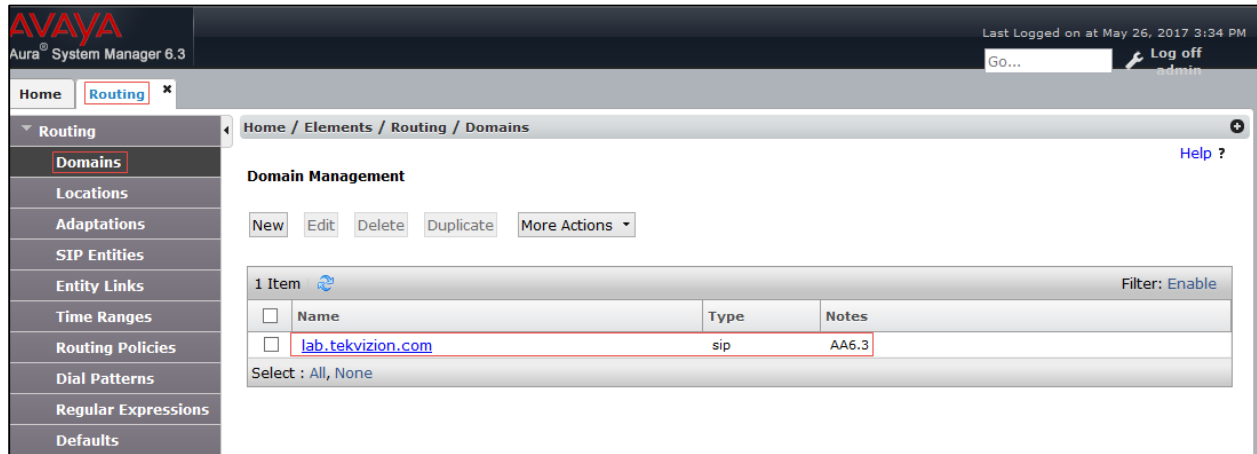 AVAYA
Last Logged on at May 26, 2017 3:34 PM
Aura® System Manager 6.3
Go...
Log off
admin
Home
Routing ×
Routing
Home / Elements / Routing / Domains
Help ?
Domains
Locations
Adaptations
SIP Entities
Entity Links
Time Ranges
Routing Policies
Dial Patterns
Regular Expressions
Defaults
Domain Management
New Edit Delete Duplicate More Actions
1 Item Filter: Enable
Name Type Notes
lab.tekvizion.com sip AA6.3
Select : All, None